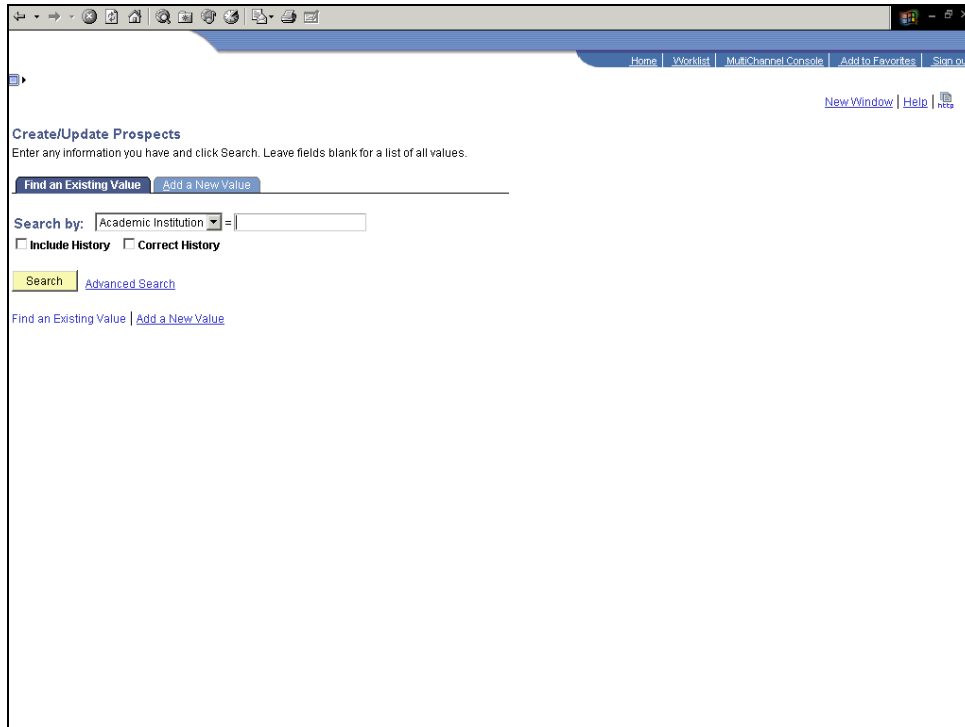 Home | Worklist | MultiChannel Console | Add to Favorites |
New Window | Help | http
Create/Update Prospects
Enter any information you have and click Search. Leave fields blank for a list of all values.
Find an Existing Value Add a New Value
Search by: Academic Institution =
Include History Correct History
Search Advanced Search
Find an Existing Value | Add a New Value